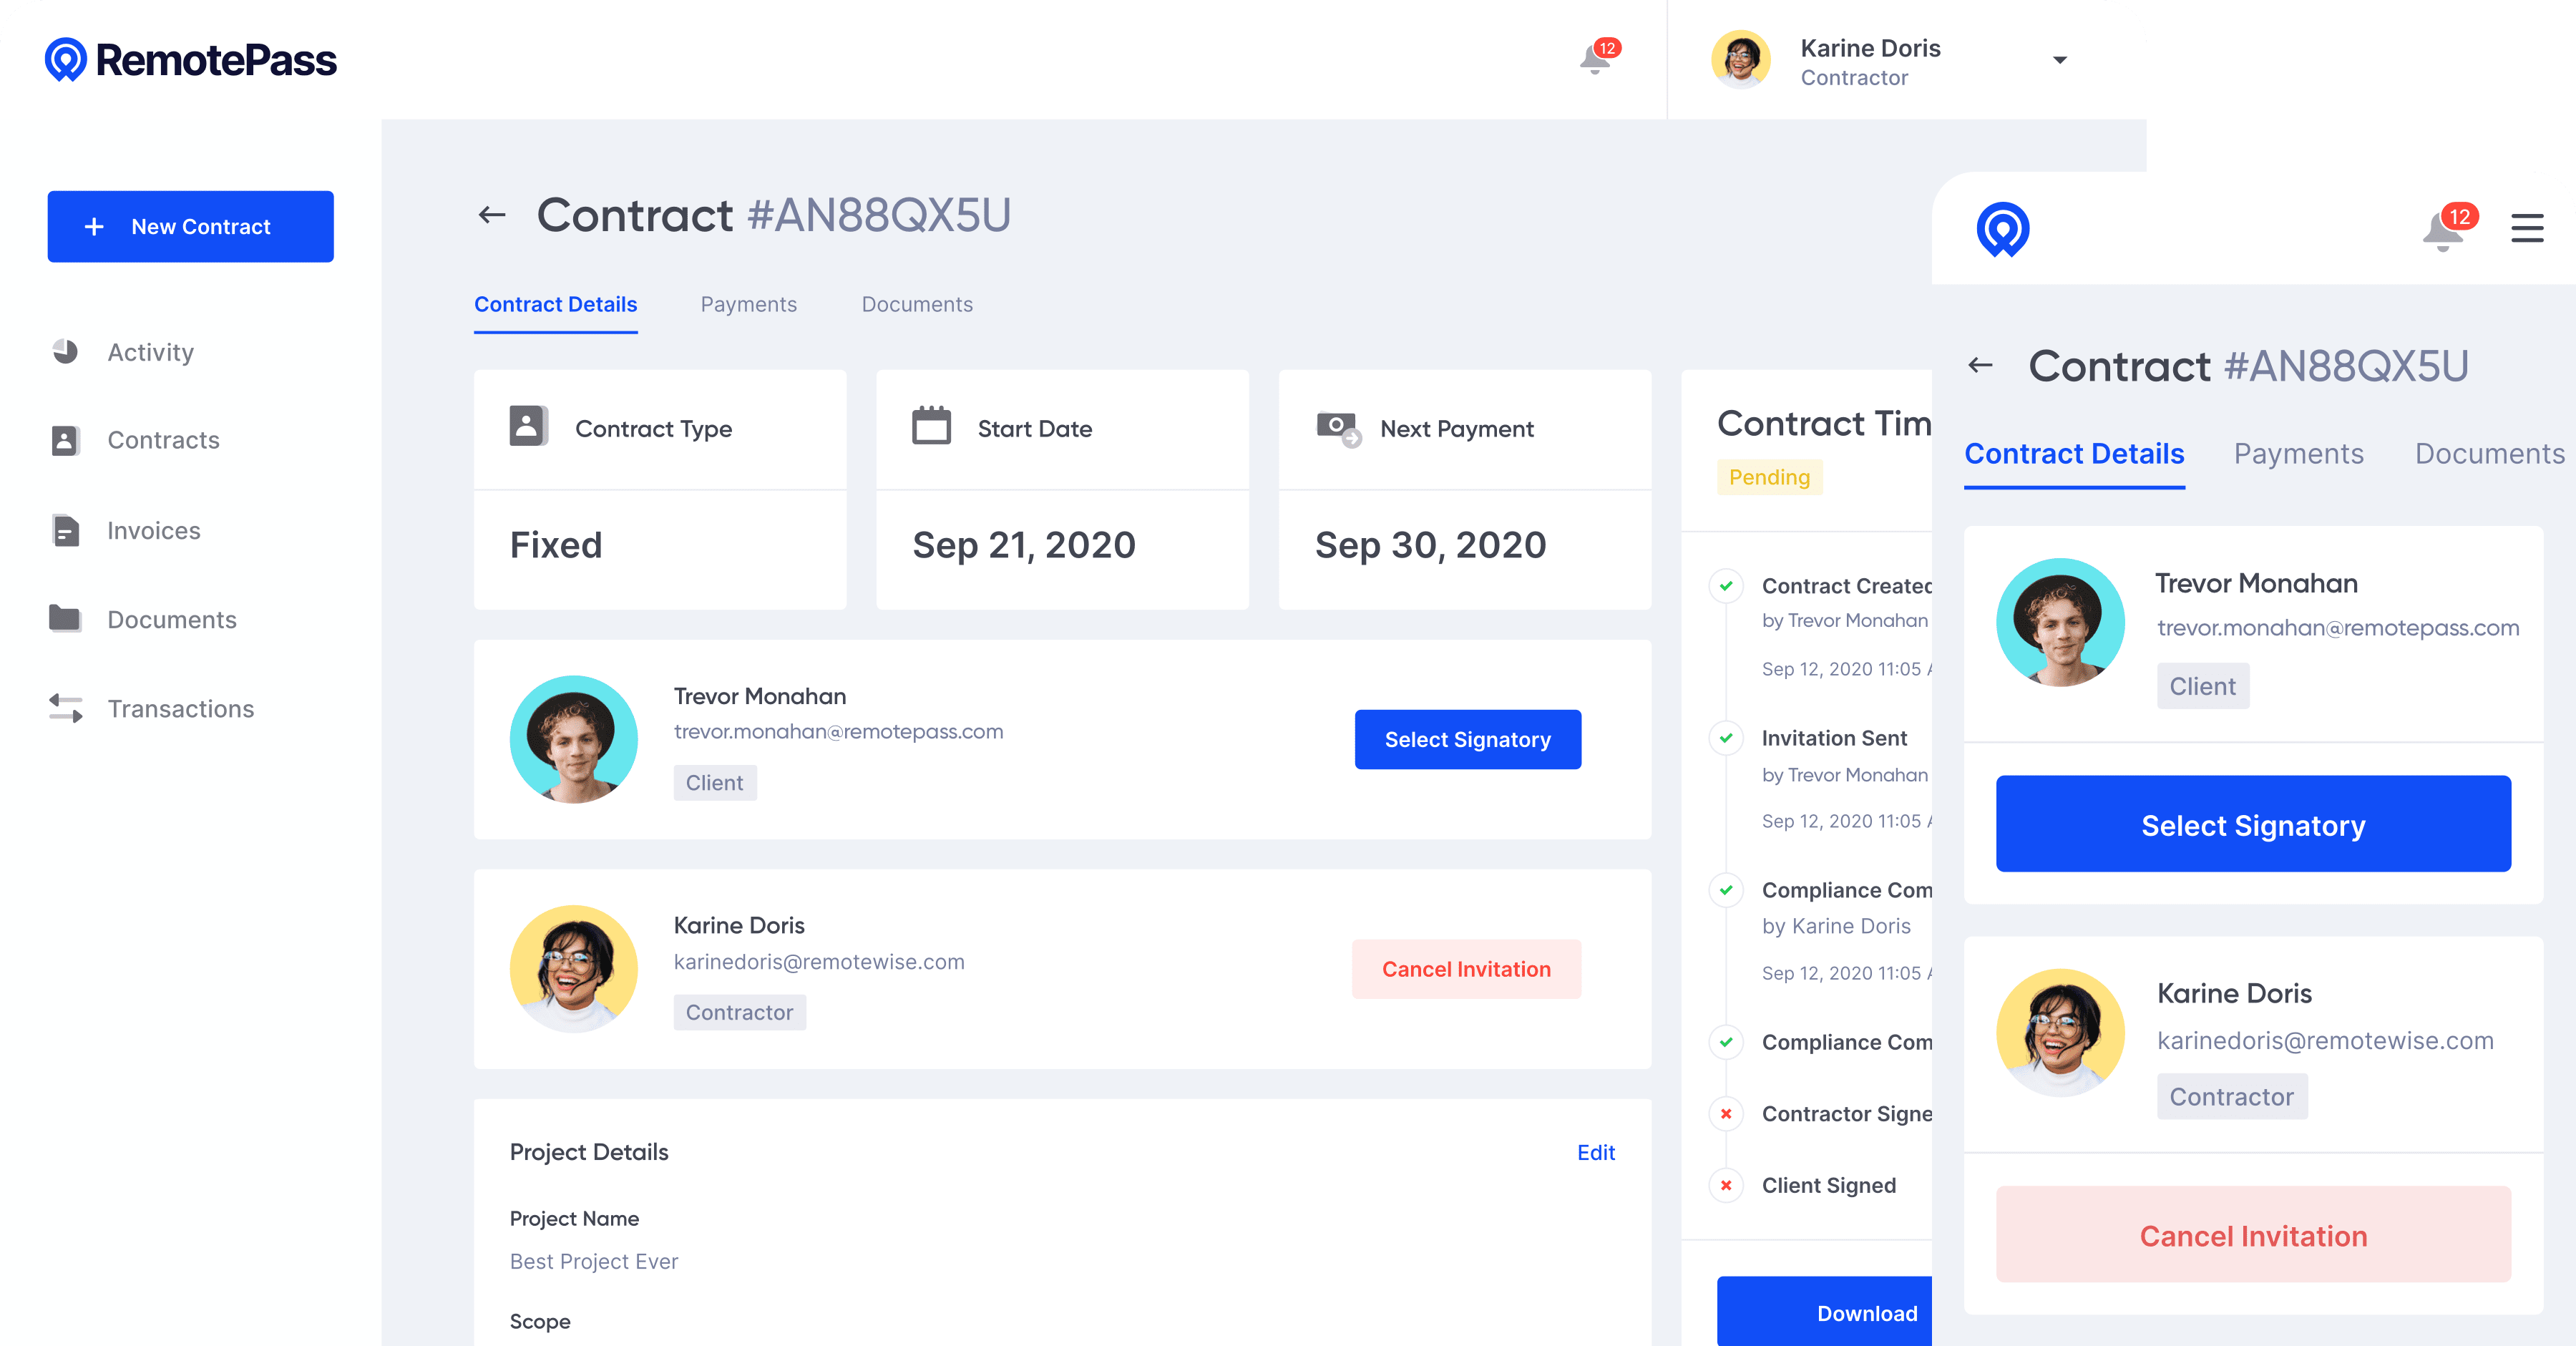 RemotePass
12
Karine Doris
Contractor
New Contract
Activity
Contracts
Invoices
Documents
Transactions
Contract #AN88QX5U
Contract Details
Payments
Documents
Contract Type
Fixed
Start Date
Sep 21, 2020
Next Payment
Sep 30, 2020
Trevor Monahan
trevor.monahan@remotepass.com
Client
Select Signatory
Karine Doris
karinedoris@remotewise.com
Contractor
Cancel Invitation
Project Details
Edit
Project Name
Best Project Ever
Scope
Contract Tim
Pending
Contract Created
by Trevor Monahan
Sep 12, 2020 11:05 A
Invitation Sent
by Trevor Monahan
Sep 12, 2020 11:05 A
Compliance Com
by Karine Doris
Sep 12, 2020 11:05 A
Compliance Com
Contractor Signe
Client Signed
Download
12
Contract #AN88QX5U
Contract Details
Payments
Documents
Trevor Monahan
trevor.monahan@remotepass.com
Client
Select Signatory
Karine Doris
karinedoris@remotewise.com
Contractor
Cancel Invitation